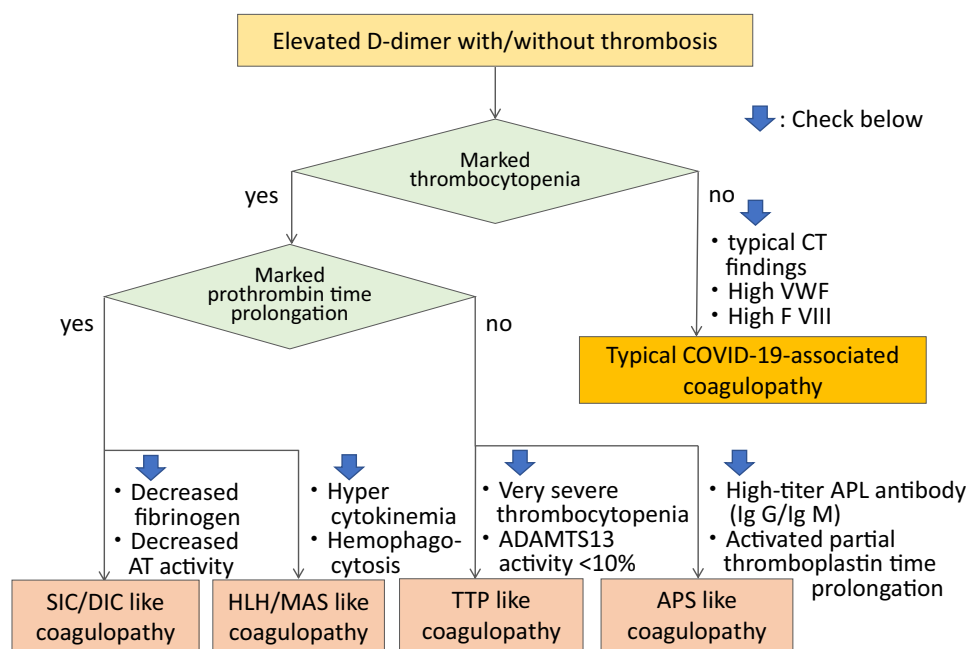 Elevated D-dimer with/without thrombosis
: Check below
Marked
thrombocytopenia
yes
no
• typical CT
findings
• High VWF
• High F VIII
Marked
prothrombin time
prolongation
yes
no
Typical COVID-19-associated
coagulopathy
• Decreased
fibrinogen
• Decreased
AT activity
• Hyper
cytokinemia
• Hemophago-
cytosis
• Very severe
thrombocytopenia
• ADAMTS13
activity <10%
• High-titer APL antibody
(Ig G/Ig M)
• Activated partial
thromboplastin time
prolongation
SIC/DIC like
coagulopathy
HLH/MAS like
coagulopathy
TTP like
coagulopathy
APS like
coagulopathy